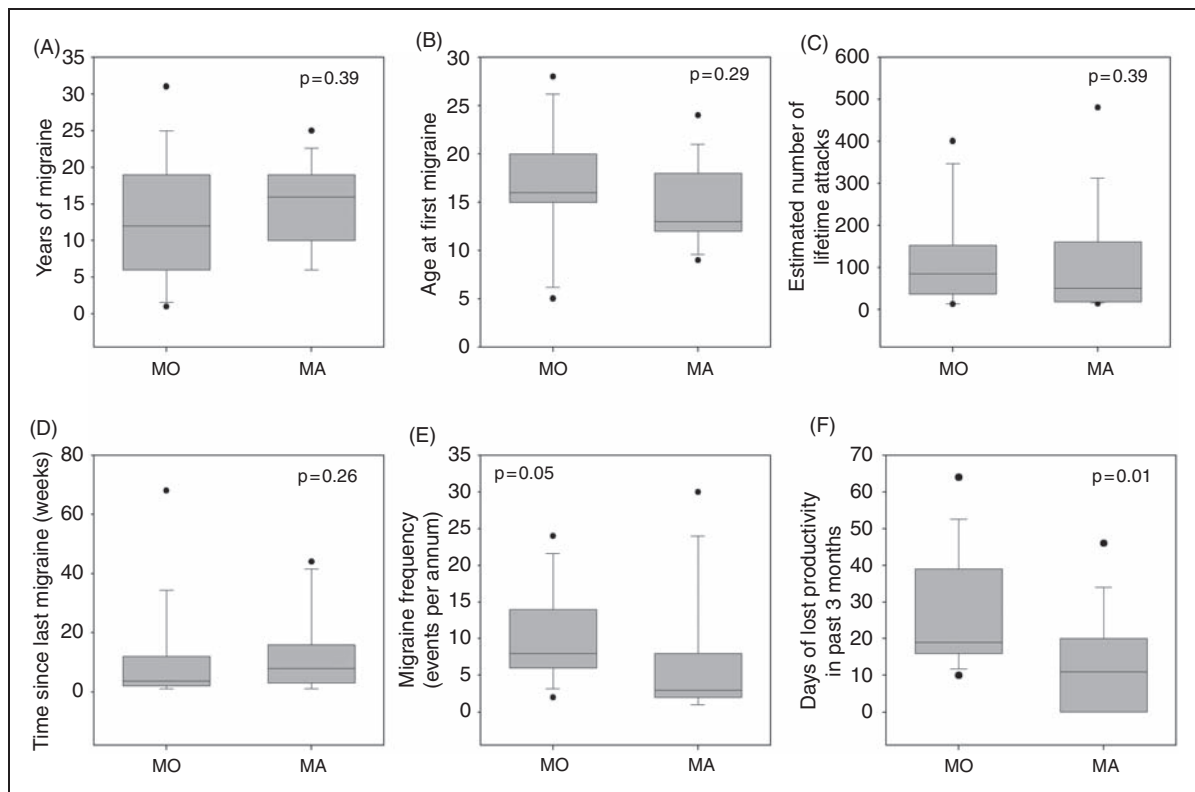 (A)
Years of migraine
35
30
25
20
15
10
5
0
p=0.39
MO MA
(B)
Age at first migraine
30
25
20
15
10
5
0
p=0.29
MO MA
(C)
Estimated number of
lifetime attacks
600
500
400
300
200
100
0
p=0.39
MO MA
(D)
Time since last migraine (weeks)
80
60
40
20
0
p=0.26
MO MA
(E)
Migraine frequency
(events per annum)
35
30
25
20
15
10
5
0
p=0.05
MO MA
(F)
Days of lost productivity
in past 3 months
70
60
50
40
30
20
10
0
p=0.01
MO MA